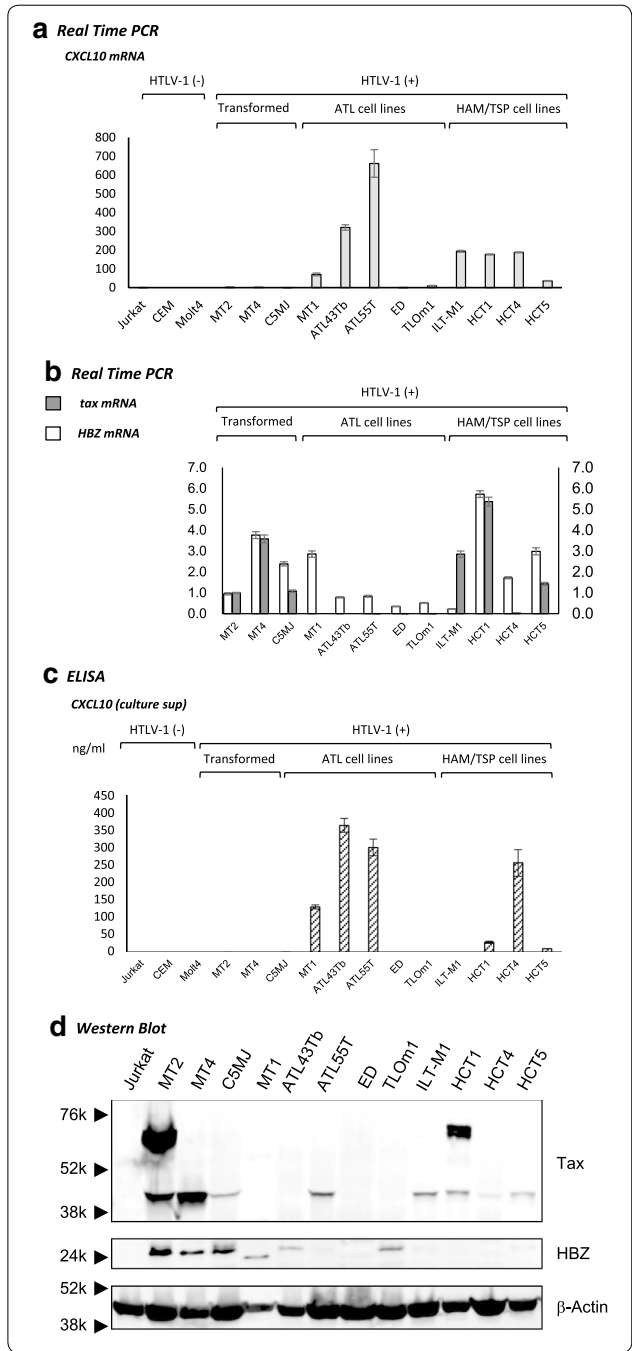 a Real Time PCR
CXCL10 mRNA
HTLV-1 (-) HTLV-1 (+)
Transformed ATL cell lines HAM/TSP cell lines
800
700
600
500
400
300
200
100
0
Jurkat CEM Molt4 MT2 MT4 C5MJ MT1 ATL43Tb ATL55T ED TLOm1 ILT-M1 HCT1 HCT4 HCT5
b Real Time PCR
tax mRNA
HBZ mRNA
HTLV-1 (+)
Transformed ATL cell lines HAM/TSP cell lines
7.0 7.0
6.0 6.0
5.0 5.0
4.0 4.0
3.0 3.0
2.0 2.0
1.0 1.0
0.0 0.0
MT2 MT4 C5MJ MT1 ATL43Tb ATL55T ED TLOm1 ILT-M1 HCT1 HCT4 HCT5
c ELISA
CXCL10 (culture sup)
HTLV-1 (-) HTLV-1 (+)
ng/ml
Transformed ATL cell lines HAM/TSP cell lines
450
400
350
300
250
200
150
100
50
0
Jurkat CEM Molt4 MT2 MT4 C5MJ MT1 ATL43Tb ATL55T ED TLOm1 ILT-M1 HCT1 HCT4 HCT5
d Western Blot
Jurkat MT2 MT4 C5MJ MT1 ATL43Tb ATL55T ED TLOm1 ILT-M1 HCT1 HCT4 HCT5
76k
52k
38k
Tax
24k
HBZ
52k
38k
β-Actin